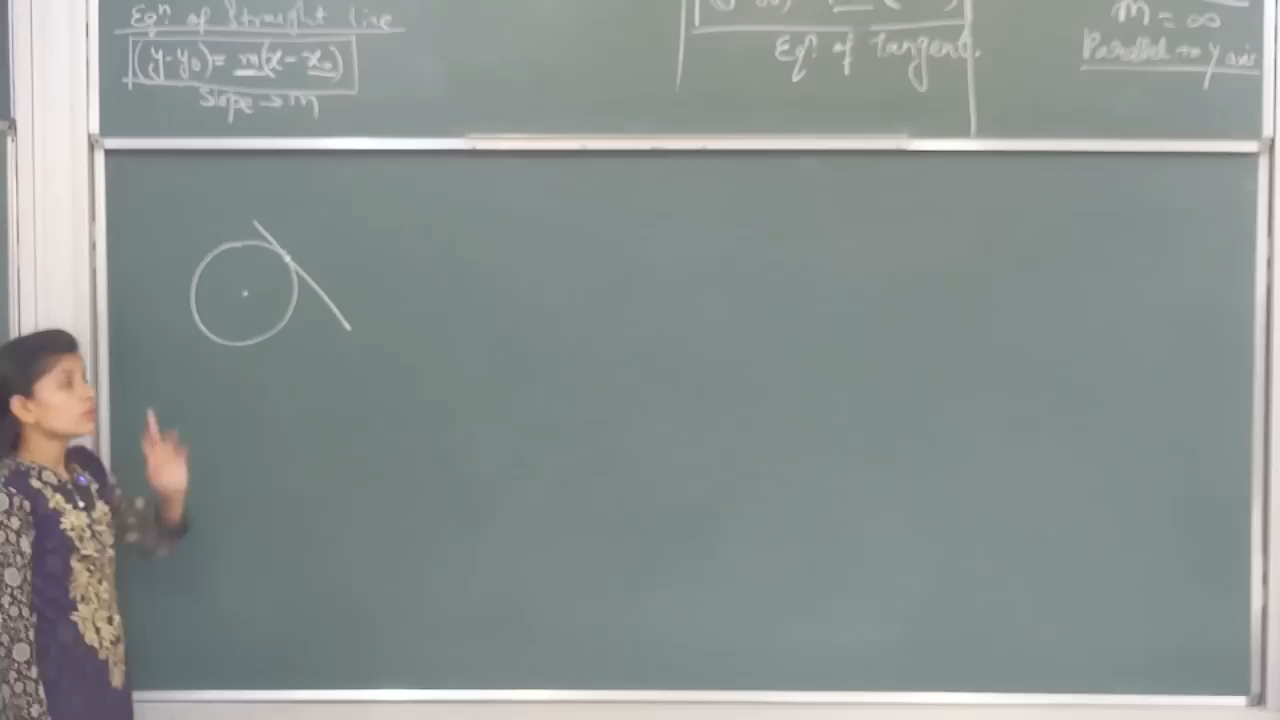 Eqn of Straight line
(y-y0)= m(x-x0)
Slope → m
Eqn of Tangent.
m = ∞
Parallel to y axis